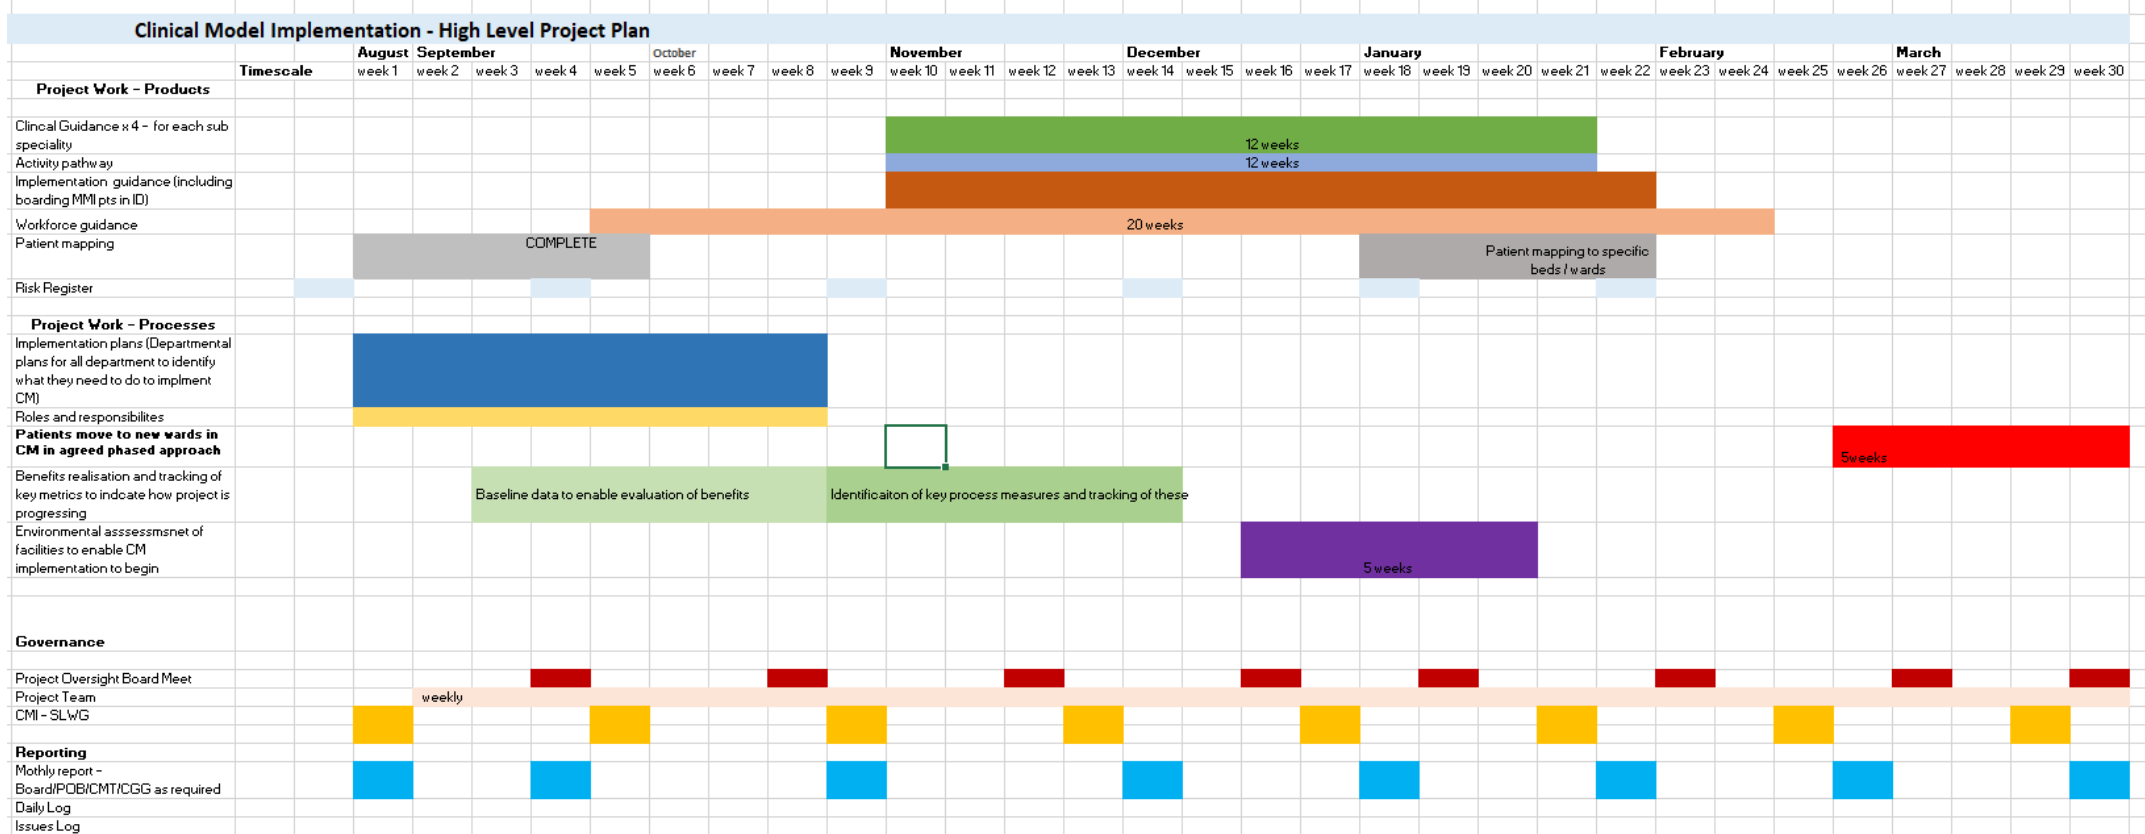 Clinical Model Implementation - High Level Project Plan
August September October November December January February March
Timescale week 1 week 2 week 3 week 4 week 5 week 6 week 7 week 8 week 9 week 10 week 11 week 12 week 13 week 14 week 15 week 16 week 17 week 18 week 19 week 20 week 21 week 22 week 23 week 24 week 25 week 26 week 27 week 28 week 29 week 30
Project Work - Products
Clincal Guidance x 4 - for each sub
speciality
12 weeks
Activity pathway
12 weeks
Implementation guidance (including
boarding MMI pts in ID)
Workforce guidance
20 weeks
Patient mapping
COMPLETE
Patient mapping to specific
beds / wards
Risk Register
Project Work - Processes
Implementation plans (Departmental
plans for all department to identify
what they need to do to implment
CM)
Roles and responsibilites
Patients move to new wards in
CM in agreed phased approach
5weeks
Benefits realisation and tracking of
key metrics to indcate how project is
progressing
Baseline data to enable evaluation of benefits
Identificaiton of key process measures and tracking of these
Environmental asssessmsnet of
facilities to enable CM
implementation to begin
5 weeks
Governance
Project Oversight Board Meet
Project Team
weekly
CMI - SLWG
Reporting
Mothly report -
Board/POB/CMT/CGG as required
Daily Log
Issues Log